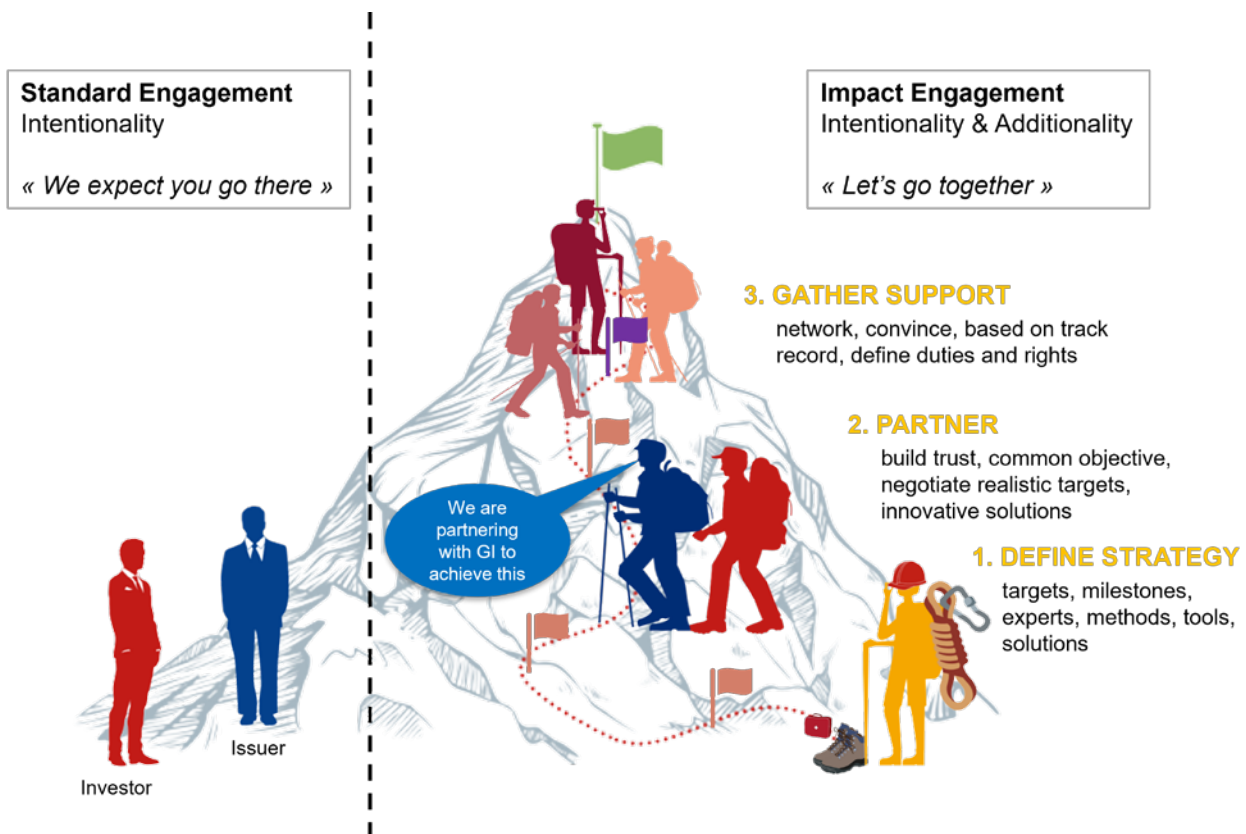 Standard Engagement
Intentionality
« We expect you go there »
Impact Engagement
Intentionality & Additionality
« Let's go together »
3. GATHER SUPPORT
network, convince, based on track
record, define duties and rights
2. PARTNER
build trust, common objective,
negotiate realistic targets,
innovative solutions
We are
partnering
with GI to
achieve this
1. DEFINE STRATEGY
targets, milestones,
experts, methods, tools,
solutions
Issuer
Investor